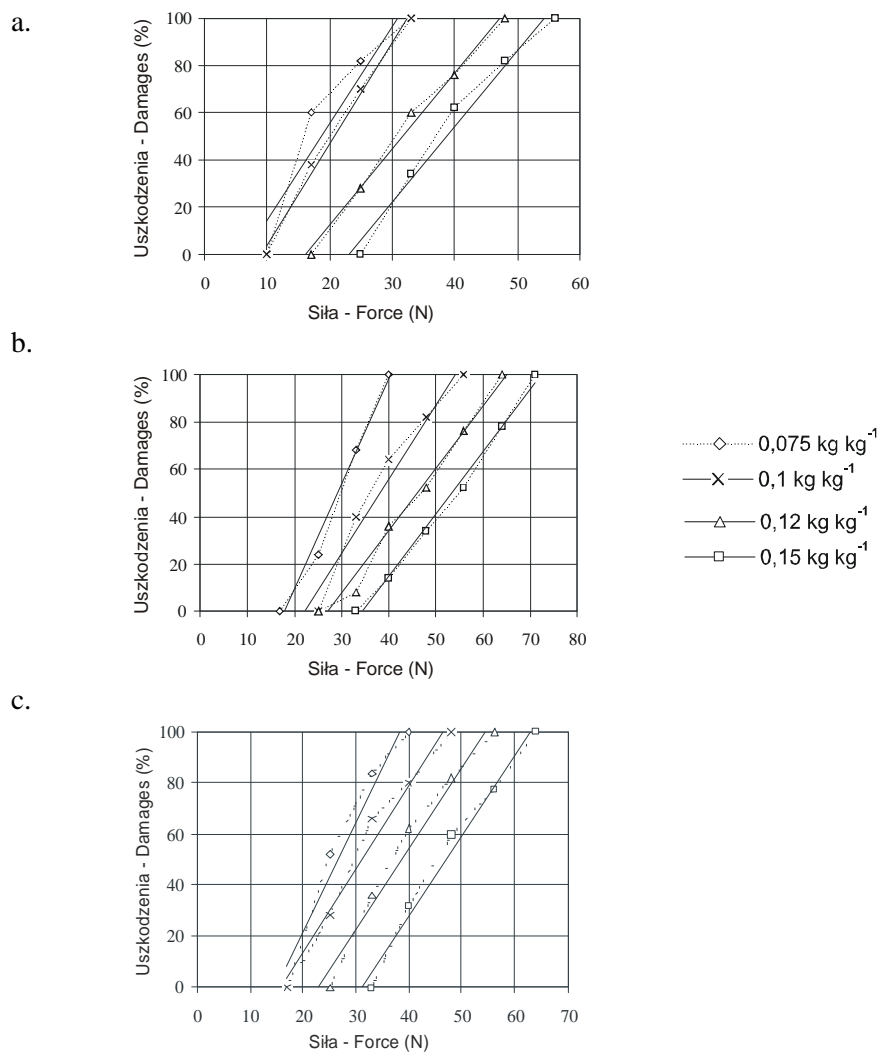 a.
Uszkodzenia - Damages (%)
100
80
60
40
20
0
0 10 20 30 40 50 60
Siła - Force (N)
b.
Uszkodzenia - Damages (%)
100
80
60
40
20
0
0 10 20 30 40 50 60 70 80
Siła - Force (N)
0,075 kg kg⁻¹
0,1 kg kg⁻¹
0,12 kg kg⁻¹
0,15 kg kg⁻¹
c.
Uszkodzenia - Damages (%)
100
80
60
40
20
0
0 10 20 30 40 50 60 70
Siła - Force (N)